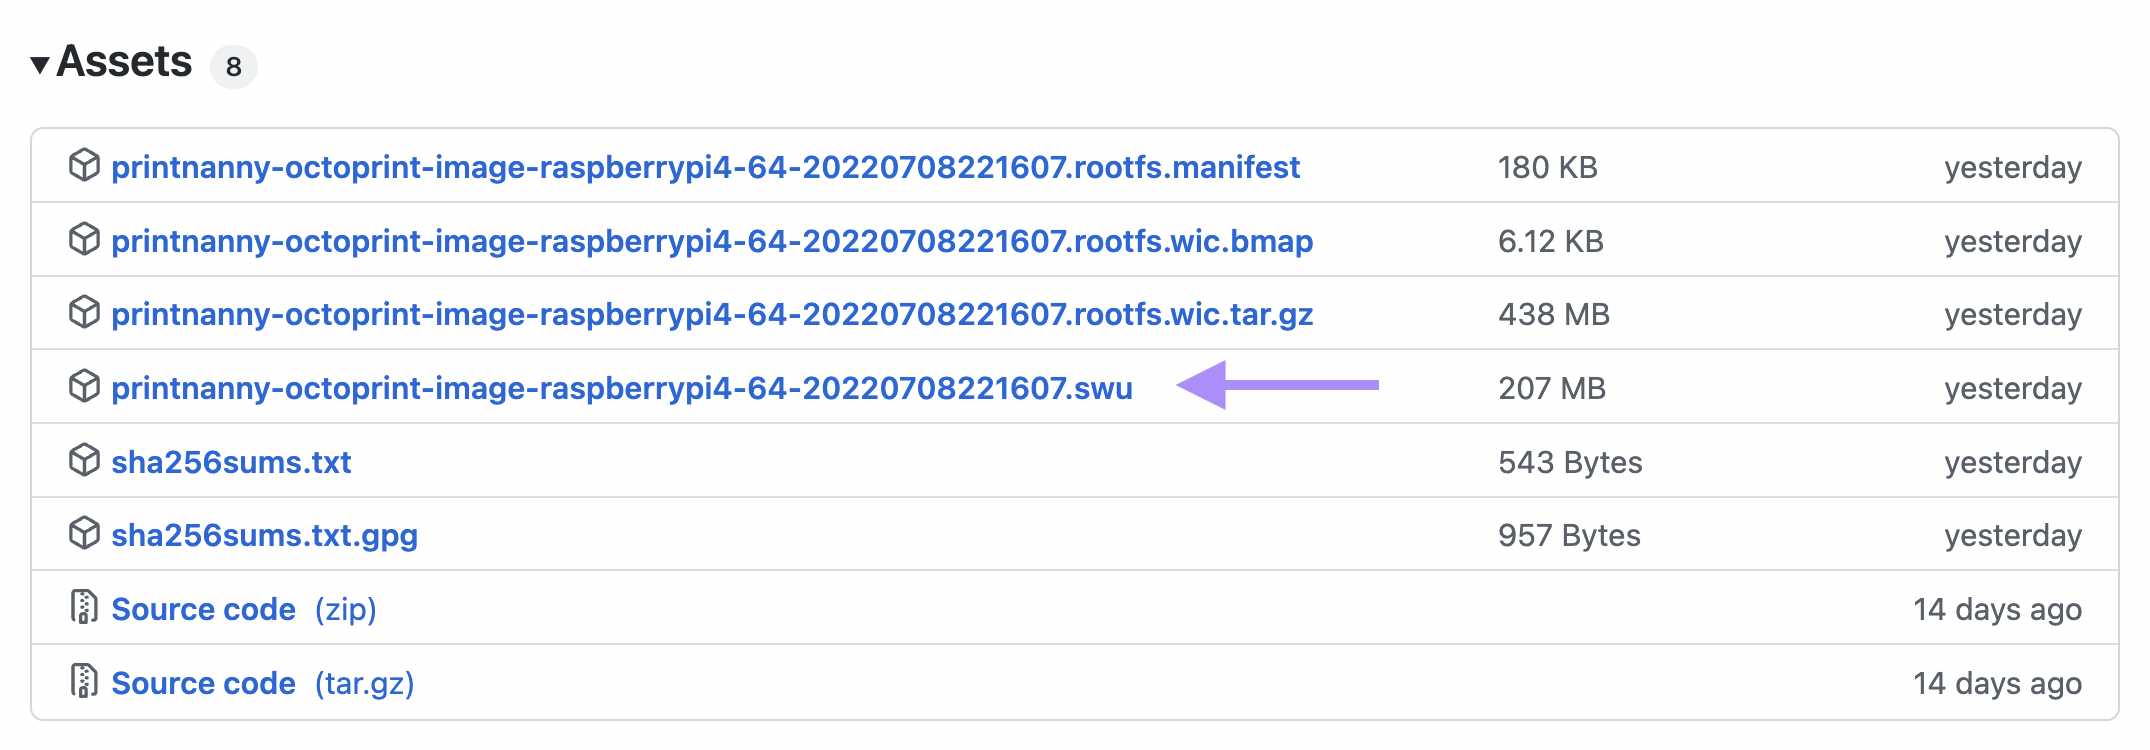 Assets 8
printnanny-octoprint-image-raspberrypi4-64-20220708221607.rootfs.manifest 180 KB yesterday
printnanny-octoprint-image-raspberrypi4-64-20220708221607.rootfs.wic.bmap 6.12 KB yesterday
printnanny-octoprint-image-raspberrypi4-64-20220708221607.rootfs.wic.tar.gz 438 MB yesterday
printnanny-octoprint-image-raspberrypi4-64-20220708221607.swu 207 MB yesterday
sha256sums.txt 543 Bytes yesterday
sha256sums.txt.gpg 957 Bytes yesterday
Source code (zip) 14 days ago
Source code (tar.gz) 14 days ago